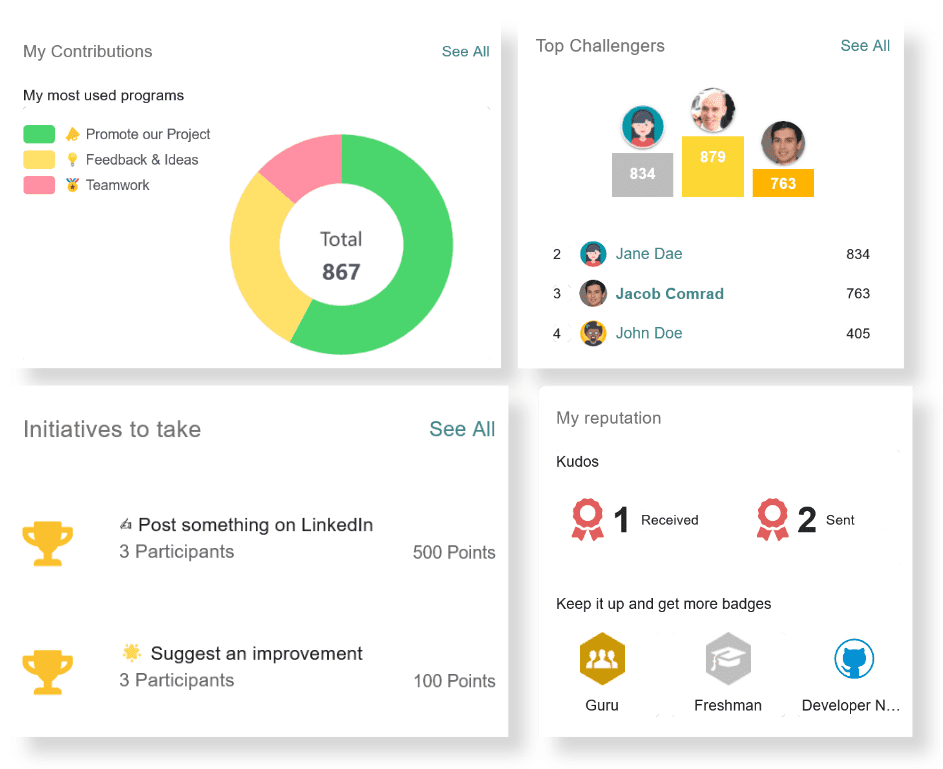 My Contributions
See All
My most used programs
Promote our Project
Feedback & Ideas
Teamwork
Total
867
Top Challengers
See All
834
879
763
2 Jane Dae 834
3 Jacob Comrad 763
4 John Doe 405
Initiatives to take
See All
✍ Post something on LinkedIn
3 Participants
500 Points
🌟 Suggest an improvement
3 Participants
100 Points
My reputation
Kudos
1 Received
2 Sent
Keep it up and get more badges
Guru
Freshman
Developer N...